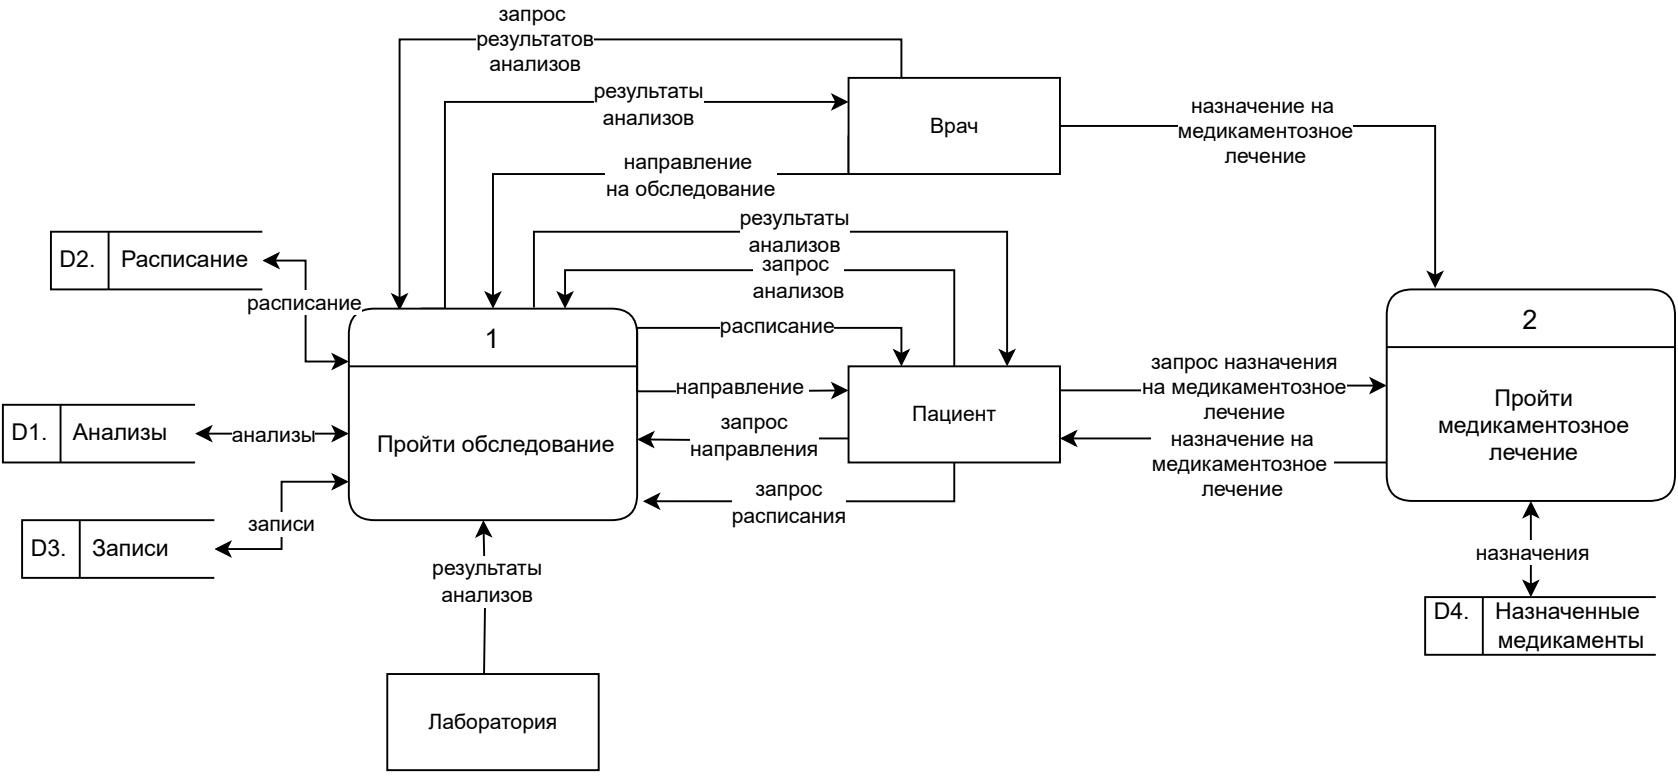 запрос
результатов
анализов
результаты
анализов
Врач
назначение на
медикаментозное
лечение
направление
на обследование
результаты
анализов
запрос
анализов
D2. Расписание
расписание
1
расписание
2
направление
Пациент
запрос назначения
на медикаментозное
лечение
Пройти
медикаментозное
лечение
D1. Анализы
анализы
Пройти обследование
запрос
направления
назначение на
медикаментозное
лечение
запрос
расписания
записи
D3. Записи
результаты
анализов
назначения
D4. Назначенные
медикаменты
Лаборатория